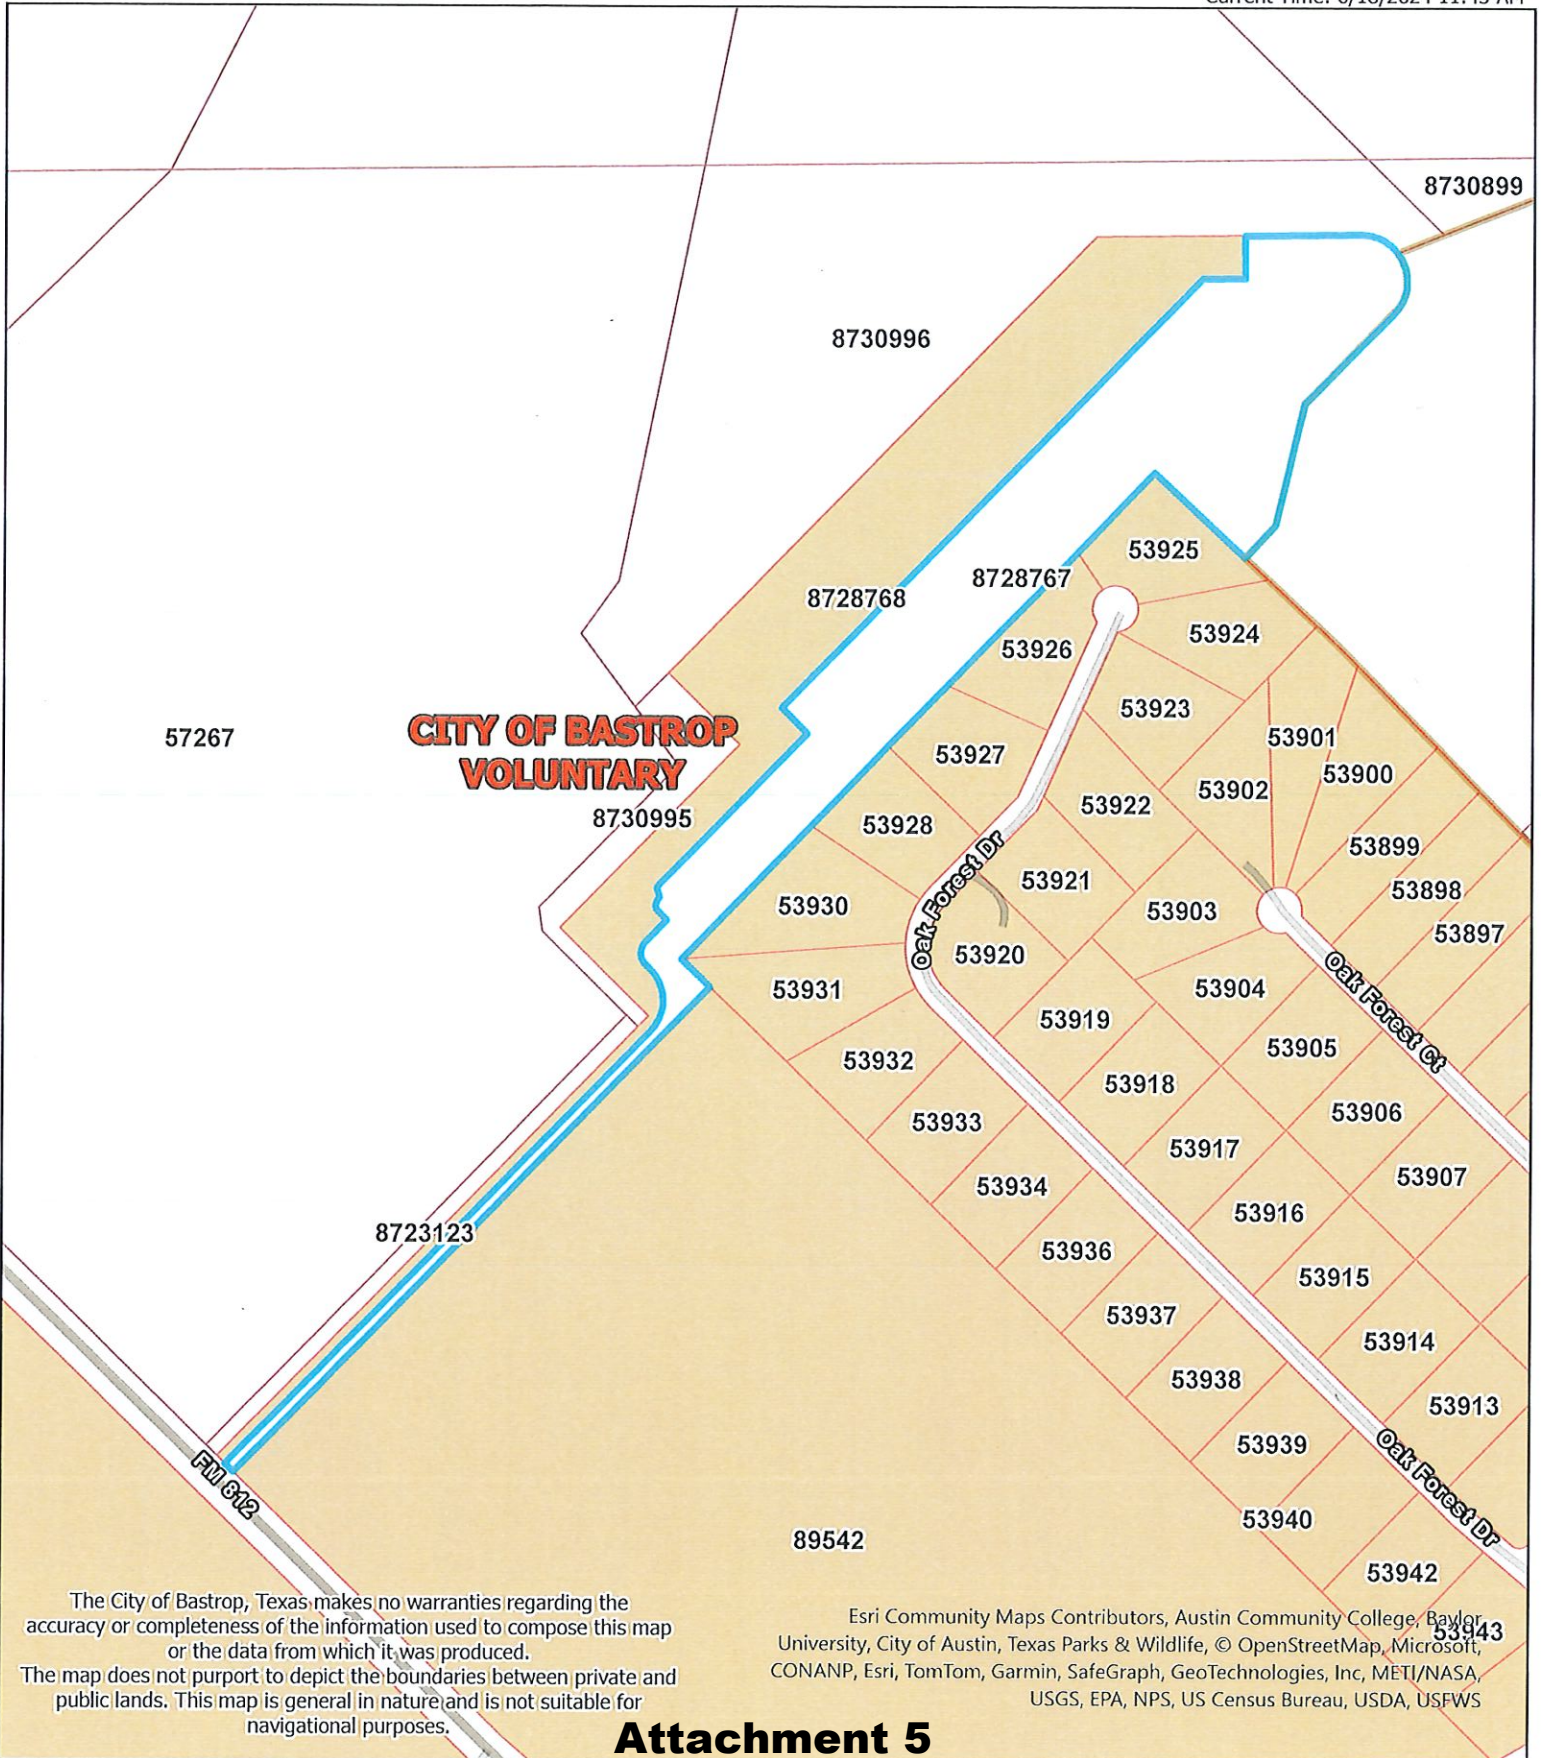 8730899
8730996
53925
8728767
8728768
53924
53926
53923
CITY OF BASTROP
VOLUNTARY
57267
53901
53927
53900
53902
53922
8730995
53928
53899
Oak Forest Dr
53921
53898
53930
53903
53897
53920
53931
53904
Oak Forest Ct
53919
53905
53932
53918
53906
53933
53917
53907
53934
53916
8723123
53936
53915
53937
53914
53938
53913
53939
Oak Forest Dr
FM 812
53940
89542
53942
The City of Bastrop, Texas makes no warranties regarding the
accuracy or completeness of the information used to compose this map
or the data from which it was produced.
The map does not purport to depict the boundaries between private and
public lands. This map is general in nature and is not suitable for
navigational purposes.
53943
Esri Community Maps Contributors, Austin Community College, Baylor
University, City of Austin, Texas Parks & Wildlife, © OpenStreetMap, Microsoft,
CONANP, Esri, TomTom, Garmin, SafeGraph, GeoTechnologies, Inc, METI/NASA,
USGS, EPA, NPS, US Census Bureau, USDA, USFWS
Attachment 5